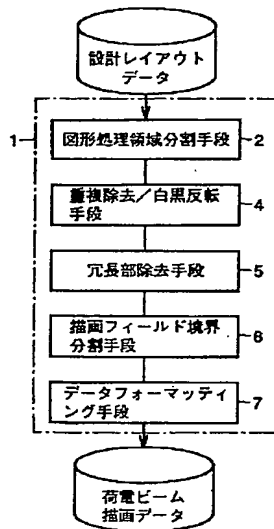 設計レイアウト
データ
1
図形処理領域分割手段
2
重複除去／白黒反転
手段
4
冗長部除去手段
5
描画フィールド境界
分割手段
6
データフォーマッティ
ング手段
7
荷電ビーム
描画データ